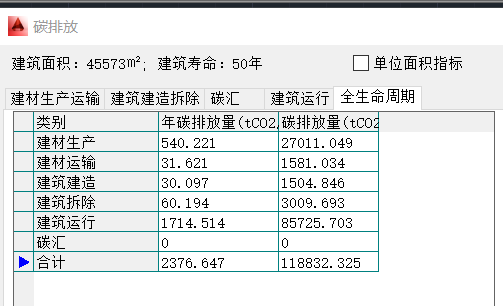 碳排放
建筑面积: 45573m²; 建筑寿命: 50年 单位面积指标
建材生产运输 建筑建造拆除 碳汇 建筑运行 全生命周期
类别 年碳排放量(tCO2, 碳排放量(tCO2
建材生产 540.221 27011.049
建材运输 31.621 1581.034
建筑建造 30.097 1504.846
建筑拆除 60.194 3009.693
建筑运行 1714.514 85725.703
碳汇 0 0
合计 2376.647 118832.325